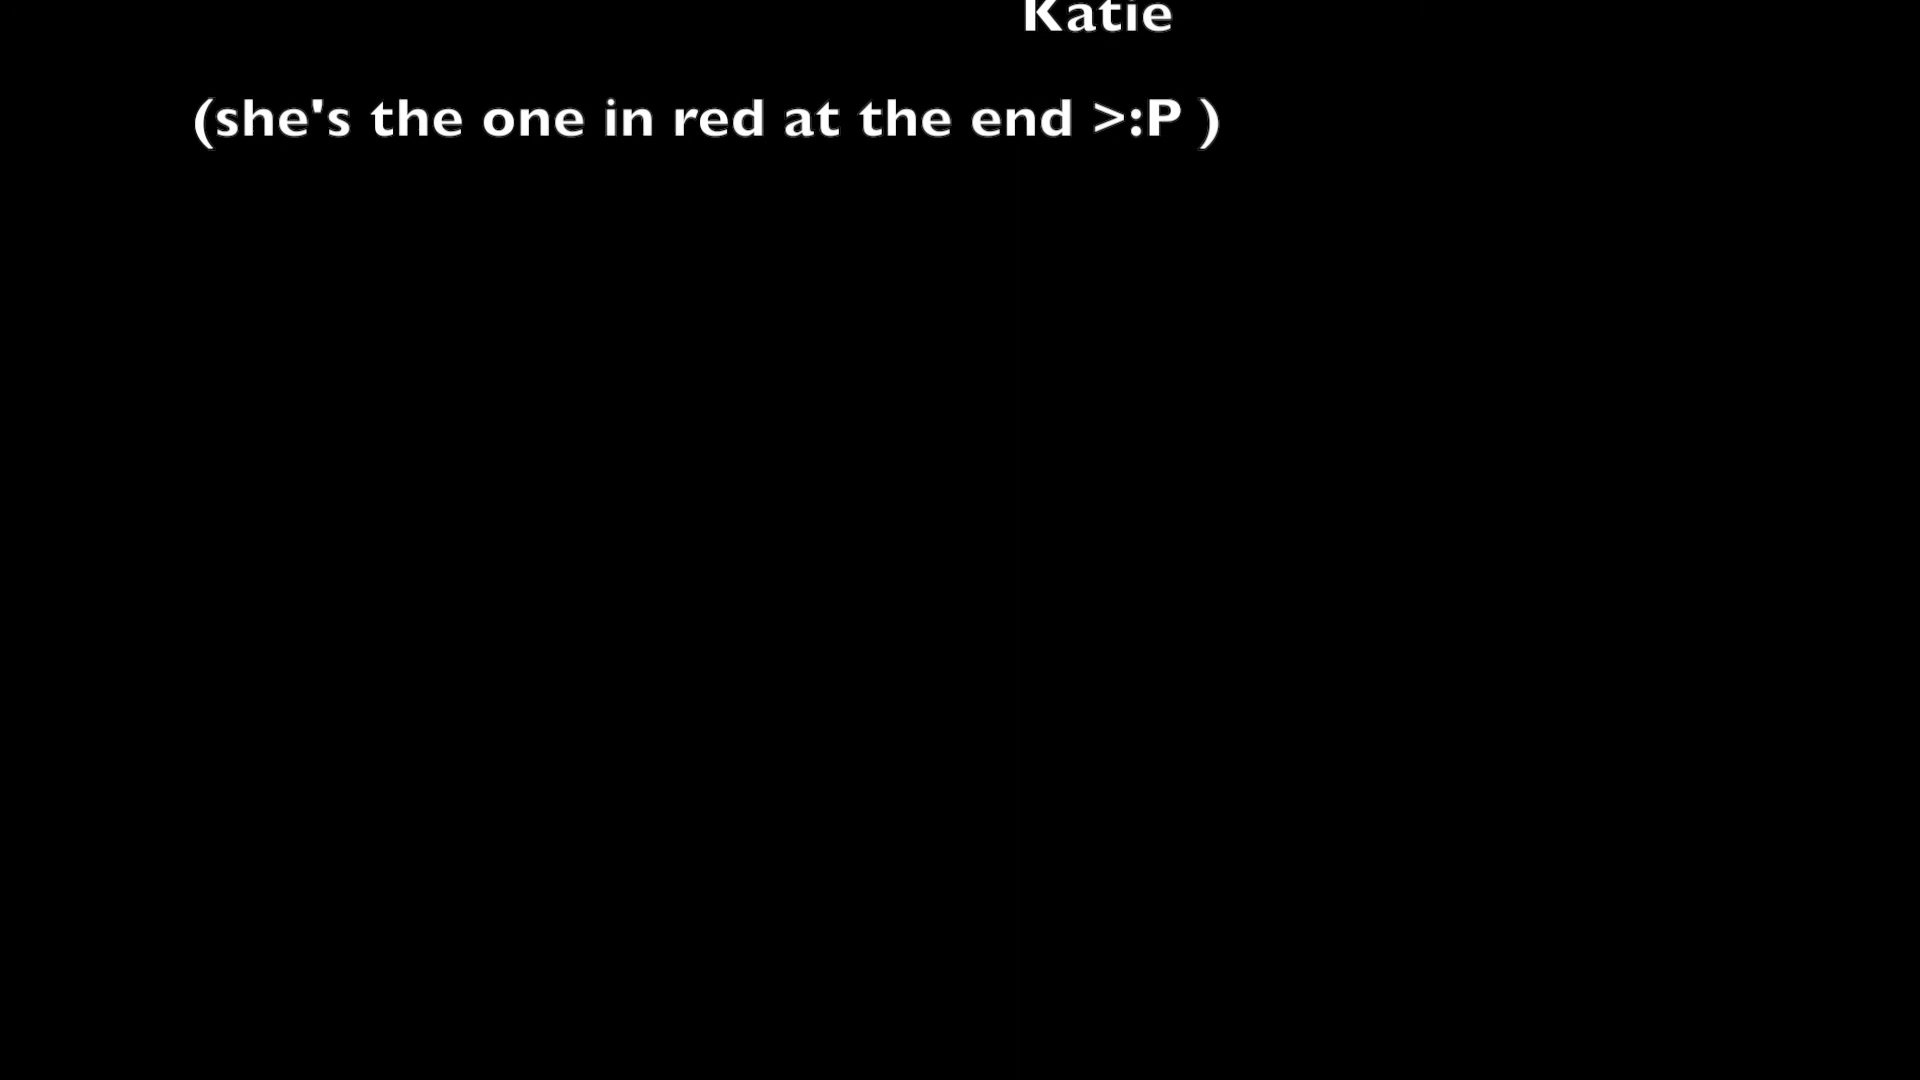 Katie
(she's the one in red at the end >:P )